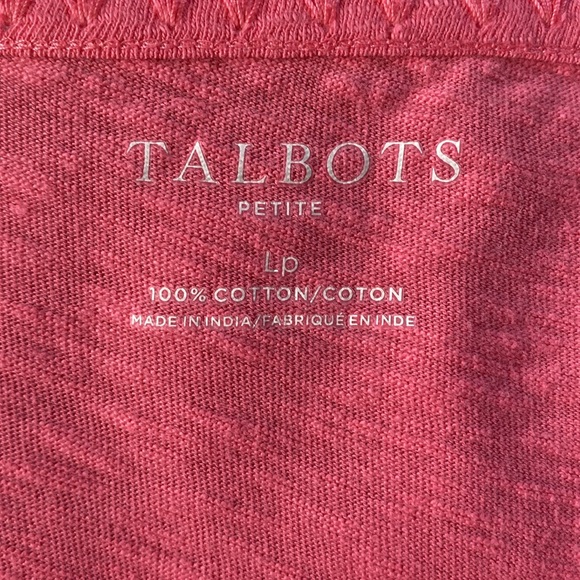 TALBOTS
PETITE
Lp
100% COTTON/COTON
MADE IN INDIA/FABRIQUÉ EN INDE